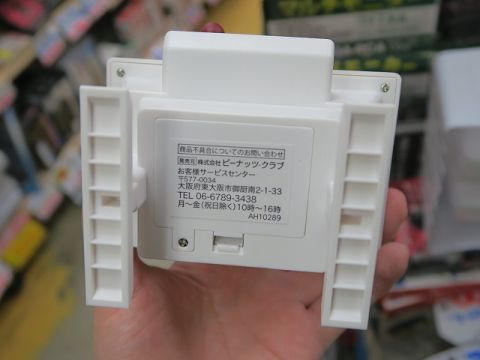 商品不具合についてのお問い合わせ
発売元 株式会社 ピーナッツ・クラブ
お客様サービスセンター
〒577-0034
大阪府東大阪市御厨南2-1-33
TEL 06-6789-3438
月〜金(祝日除く)10時〜16時
AH10289